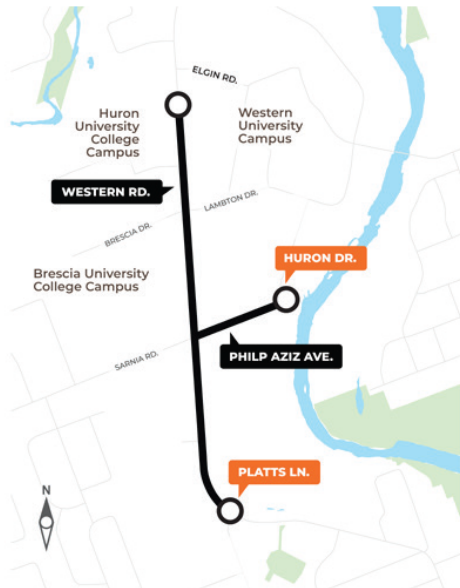 ELGIN RD.
Huron
University
College
Campus
Western
University
Campus
WESTERN RD.
LAMBTON DR.
BRESCIA DR.
HURON DR.
Brescia University
College Campus
PHILP AZIZ AVE.
SARNIA RD.
PLATTS LN.
N